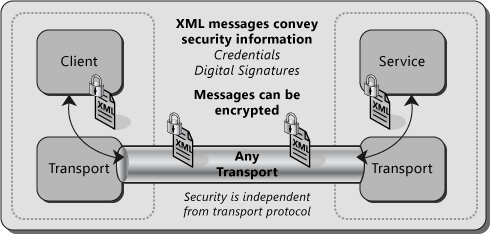 XML messages convey
security information
Credentials
Digital Signatures
Client
Service
XML
XML
Messages can be
encrypted
XML
XML
Any
Transport
Transport
Transport
Security is independent
from transport protocol